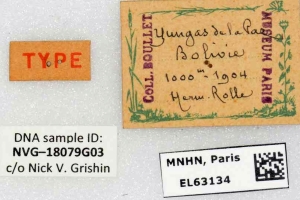 TYPE
COLL. BOULLET
Yungas de la Paz
Bolivie
1000m - 1904
Herm. Rolle
MUSEUM PARIS
DNA sample ID:
NVG–18079G03
c/o Nick V. Grishin
MNHN, Paris
EL63134